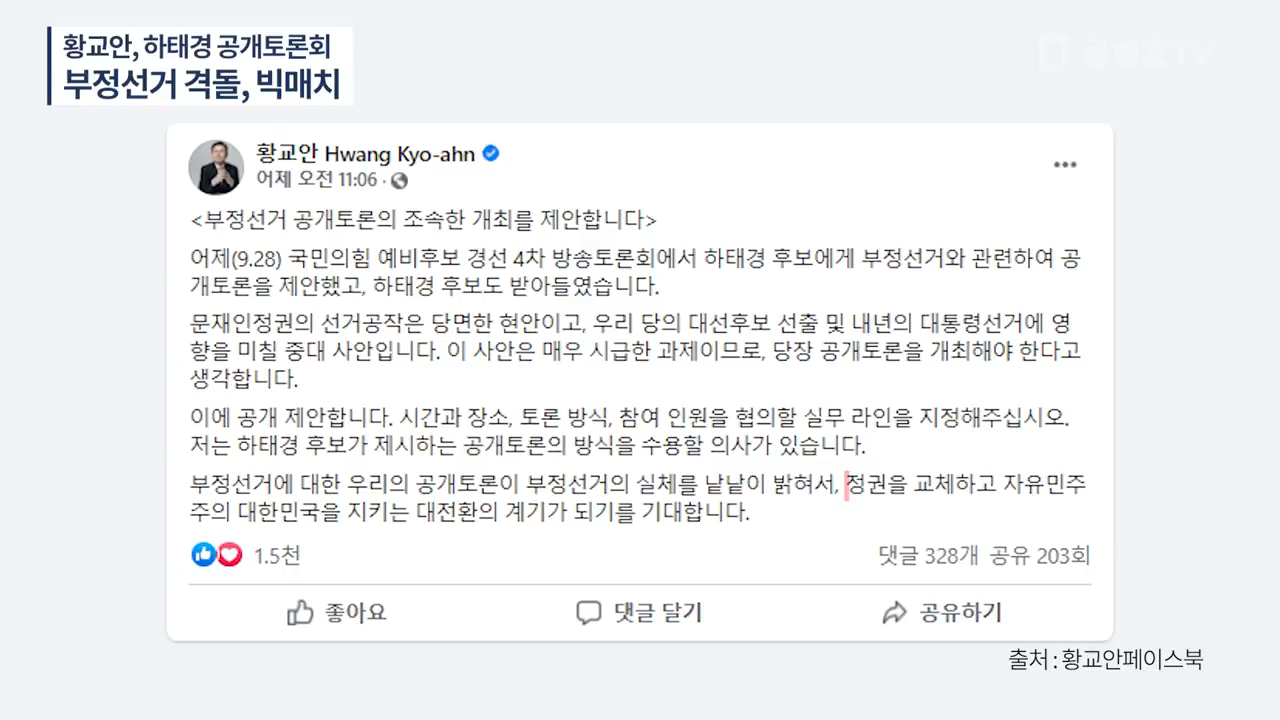 황교안, 하태경 공개토론회
부정선거 격돌, 빅매치
공병호TV
황교안 Hwang Kyo-ahn
어제 오전 11:06 ·
<부정선거 공개토론의 조속한 개최를 제안합니다>
어제(9.28) 국민의힘 예비후보 경선 4차 방송토론회에서 하태경 후보에게 부정선거와 관련하여 공
개토론을 제안했고, 하태경 후보도 받아들였습니다.
문재인정권의 선거공작은 당면한 현안이고, 우리 당의 대선후보 선출 및 내년의 대통령선거에 영
향을 미칠 중대 사안입니다. 이 사안은 매우 시급한 과제이므로, 당장 공개토론을 개최해야 한다고
생각합니다.
이에 공개 제안합니다. 시간과 장소, 토론 방식, 참여 인원을 협의할 실무 라인을 지정해주십시오.
저는 하태경 후보가 제시하는 공개토론의 방식을 수용할 의사가 있습니다.
부정선거에 대한 우리의 공개토론이 부정선거의 실체를 낱낱이 밝혀서, 정권을 교체하고 자유민주
주의 대한민국을 지키는 대전환의 계기가 되기를 기대합니다.
1.5천
댓글 328개 공유 203회
좋아요
댓글 달기
공유하기
출처 : 황교안페이스북